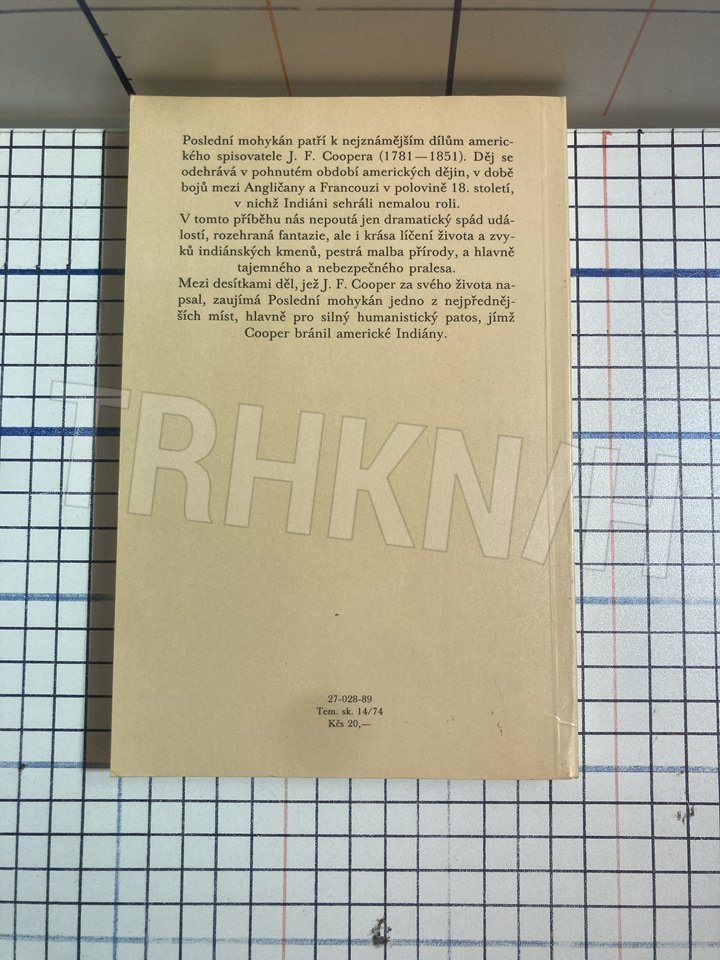 Poslední mohykán patří k nejznámějším dílům americ-
kého spisovatele J. F. Coopera (1781—1851). Děj se
odehrává v pohnutém období amerických dějin, v době
bojů mezi Angličany a Francouzi v polovině 18. století,
v nichž Indiáni sehráli nemalou roli.
V tomto příběhu nás nepoutá jen dramatický spád udá-
lostí, rozehraná fantazie, ale i krása líčení života a zvy-
ků indiánských kmenů, pestrá malba přírody, a hlavně
tajemného a nebezpečného pralesa.
Mezi desítkami děl, jež J. F. Cooper za svého života na-
psal, zaujímá Poslední mohykán jedno z nejpředněj-
ších míst, hlavně pro silný humanistický patos, jímž
Cooper bránil americké Indiány.
TRHKNIH
27-028-89
Tem. sk. 14/74
Kčs 20,—